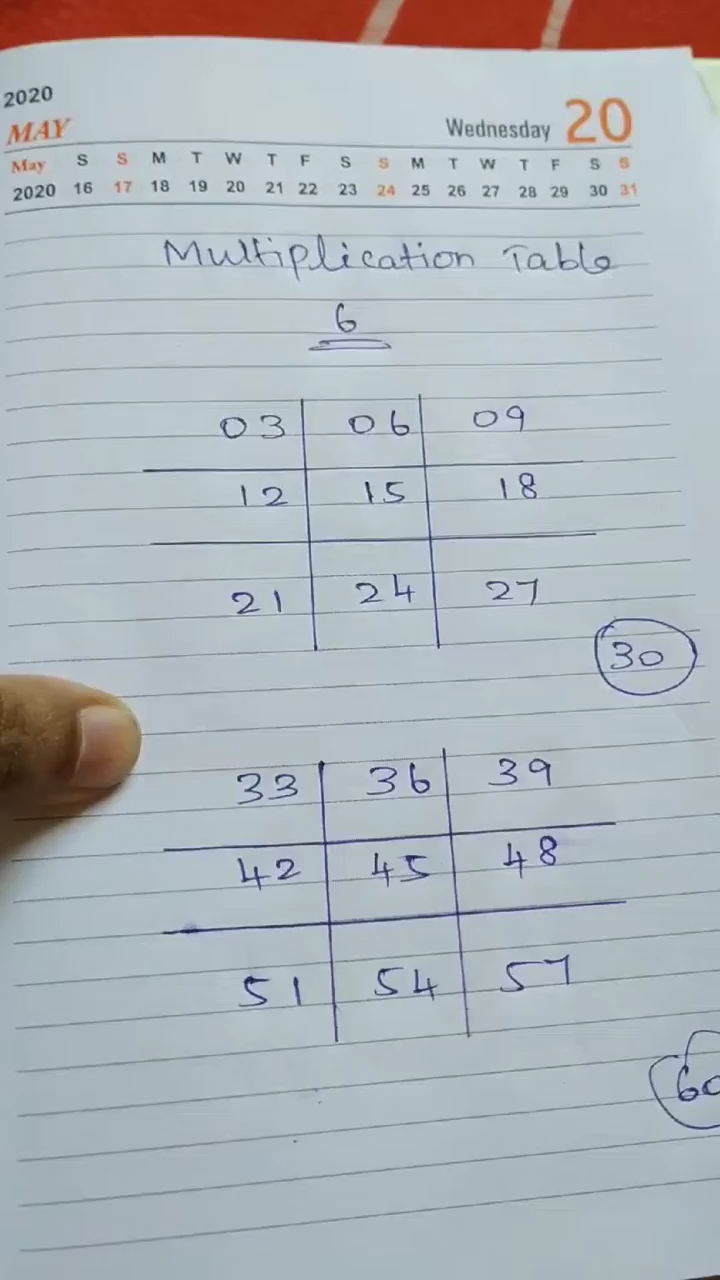 2020
MAY
Wednesday 20
May S S M T W T F S S M T W T F S S
2020 16 17 18 19 20 21 22 23 24 25 26 27 28 29 30 31
Multiplication Table
6
03 06 09
12 15 18
21 24 27
30
33 36 39
42 45 48
51 54 57
60